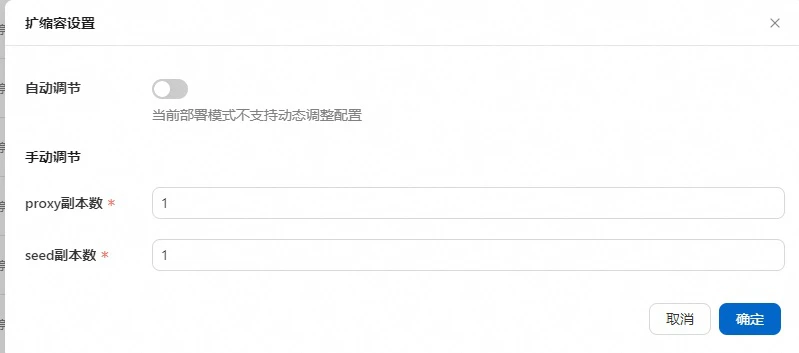 扩缩容设置
自动调节
当前部署模式不支持动态调整配置
手动调节
proxy副本数 *
1
seed副本数 *
1
取消 确定